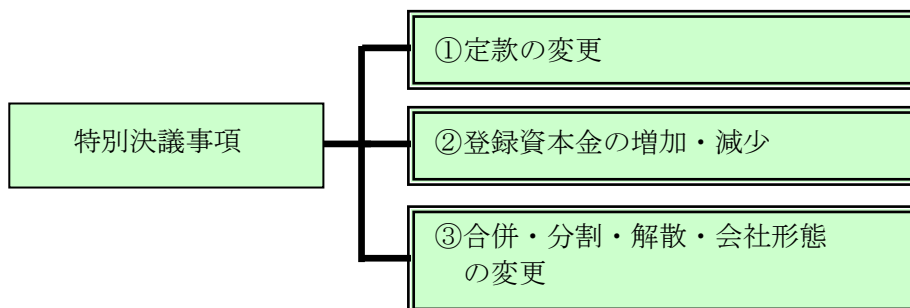 特別決議事項
①定款の変更
②登録資本金の増加・減少
③合併・分割・解散・会社形態
の変更